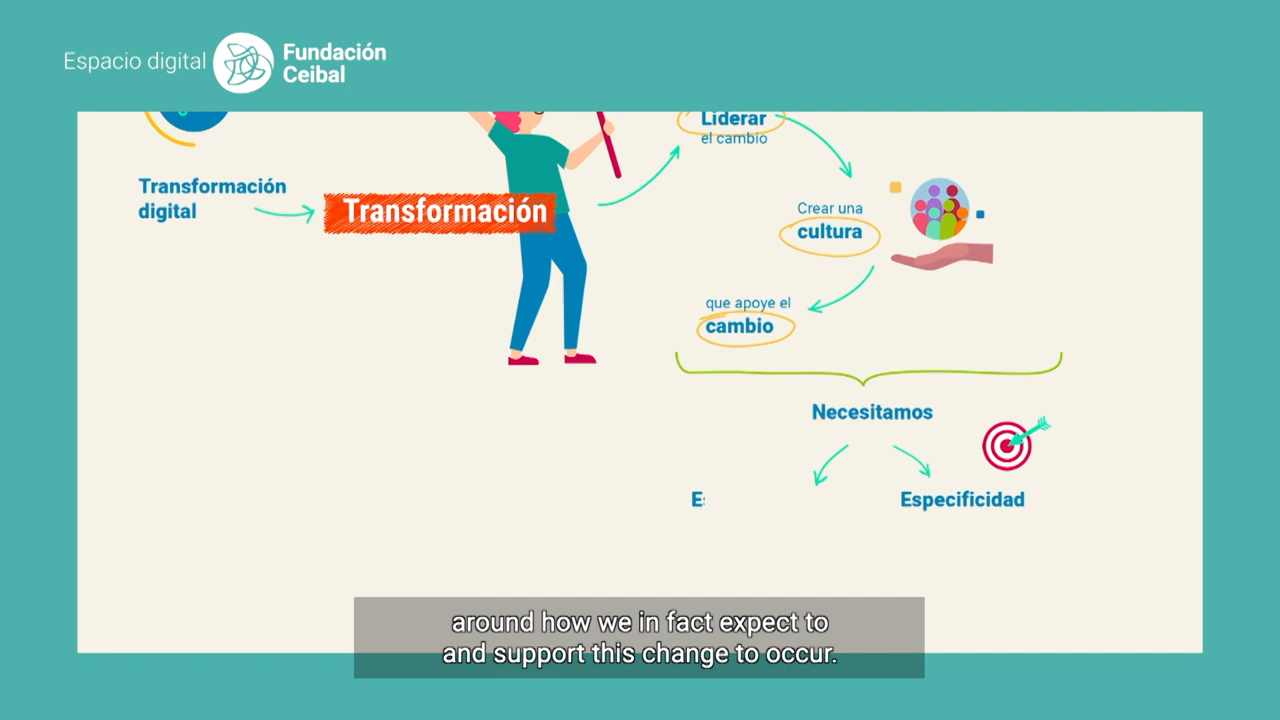 Espacio digital
Fundación
Ceibal
Transformación
digital
Transformación
Liderar
el cambio
Crear una
cultura
que apoye el
cambio
Necesitamos
Especificidad
around how we in fact expect to
and support this change to occur.